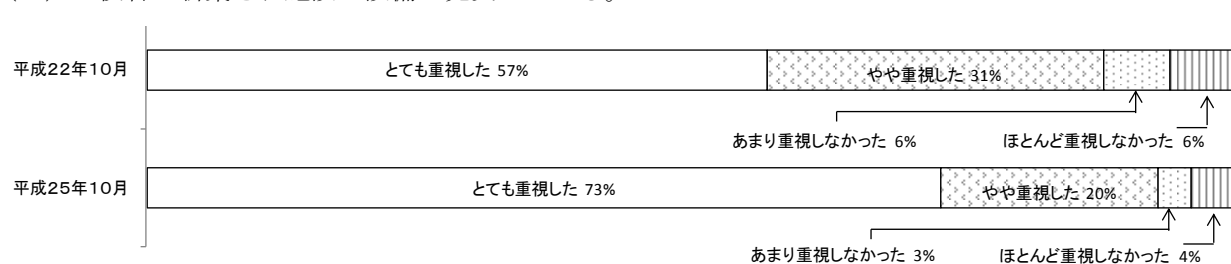 平成22年10月
とても重視した 57%
やや重視した 31%
あまり重視しなかった 6%
ほとんど重視しなかった 6%
平成25年10月
とても重視した 73%
やや重視した 20%
あまり重視しなかった 3%
ほとんど重視しなかった 4%